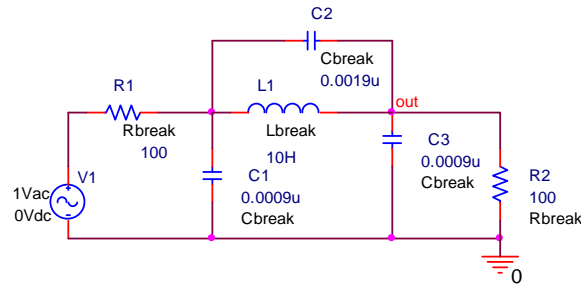 C2
Cbreak
0.0019u
R1
Rbreak
100
L1
Lbreak
10H
out
C3
0.0009u
Cbreak
V1
1Vac
0Vdc
C1
0.0009u
Cbreak
R2
100
Rbreak
0